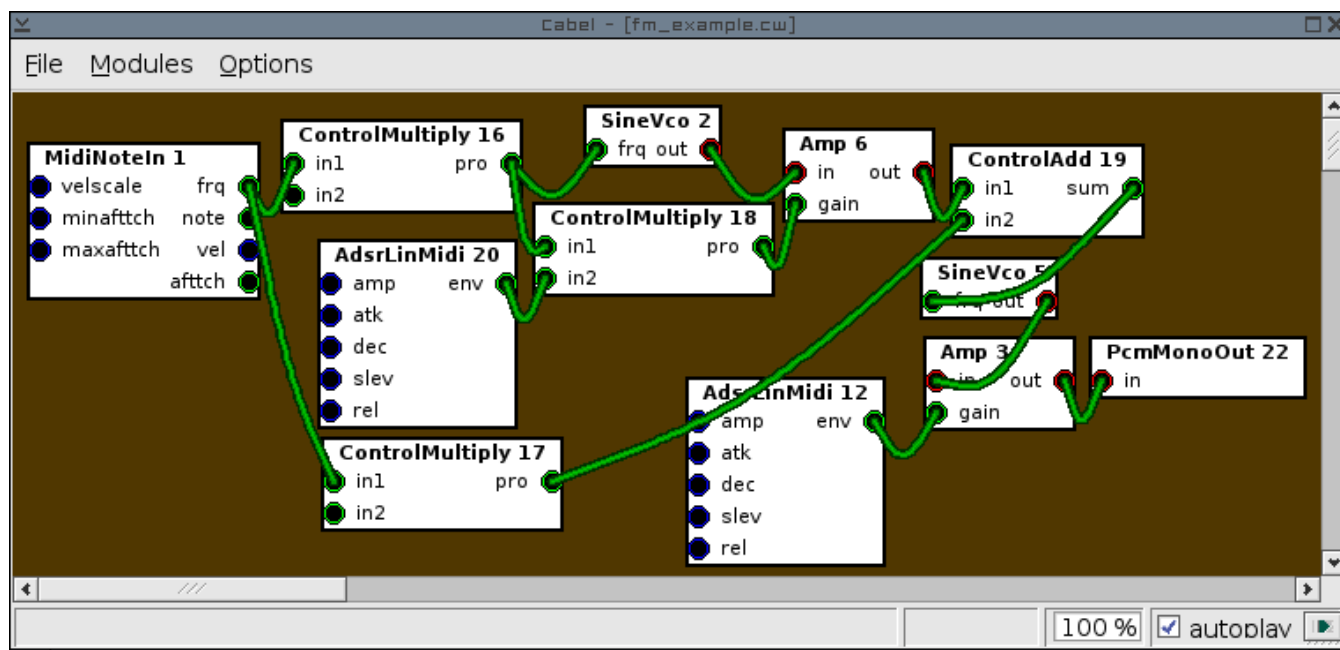 Cabel - [fm_example.cw]
File Modules Options
MidiNoteIn 1
velscale frq
minafttch note
maxafttch vel
afttch
ControlMultiply 16
in1 pro
in2
SineVco 2
frq out
Amp 6
in out
gain
ControlAdd 19
in1 sum
in2
ControlMultiply 18
in1 pro
in2
AdsrLinMidi 20
amp env
atk
dec
slev
rel
SineVco 5
frq out
Amp 3
in out
gain
PcmMonoOut 22
in
AdsrLinMidi 12
amp env
atk
dec
slev
rel
ControlMultiply 17
in1 pro
in2
100 % autoplay